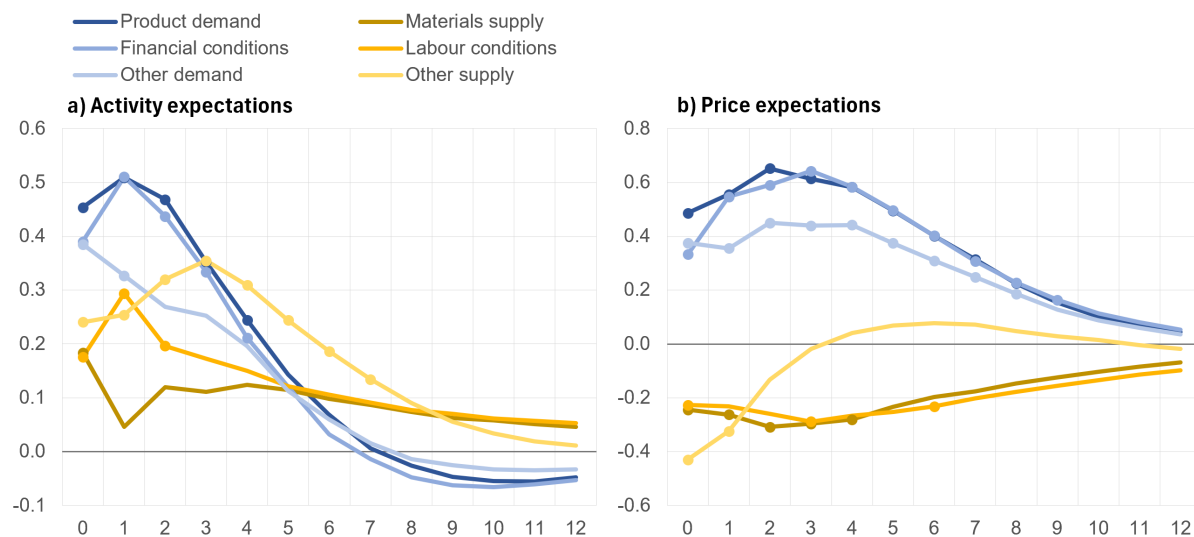 Product demand
Materials supply
Financial conditions
Labour conditions
Other demand
Other supply
a) Activity expectations
0.6
0.5
0.4
0.3
0.2
0.1
0.0
-0.1
0 1 2 3 4 5 6 7 8 9 10 11 12
b) Price expectations
0.8
0.6
0.4
0.2
0.0
-0.2
-0.4
-0.6
0 1 2 3 4 5 6 7 8 9 10 11 12